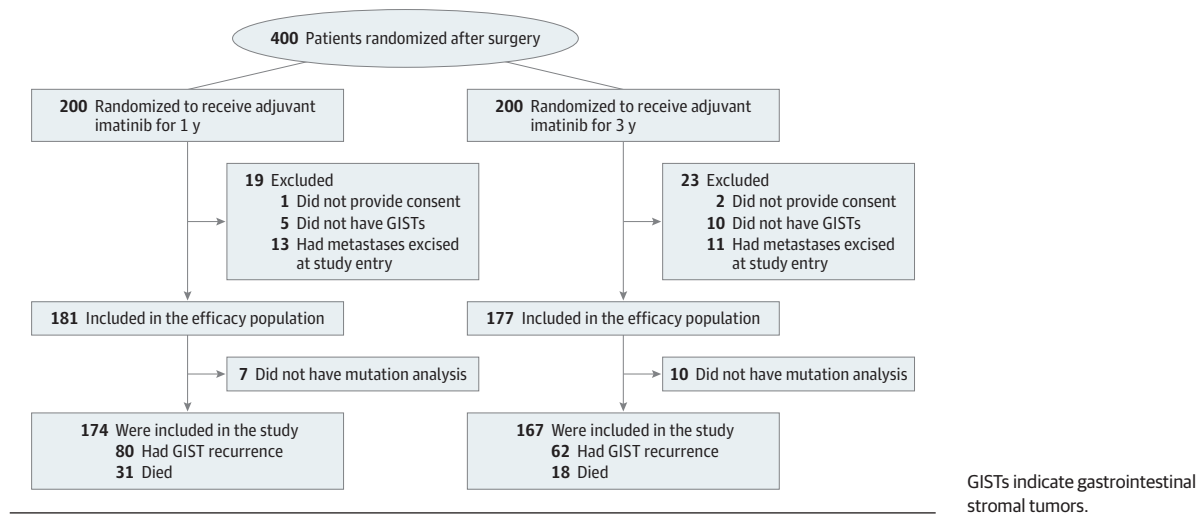 400 Patients randomized after surgery
200 Randomized to receive adjuvant
imatinib for 1 y
19 Excluded
1 Did not provide consent
5 Did not have GISTs
13 Had metastases excised
at study entry
181 Included in the efficacy population
7 Did not have mutation analysis
174 Were included in the study
80 Had GIST recurrence
31 Died
200 Randomized to receive adjuvant
imatinib for 3 y
23 Excluded
2 Did not provide consent
10 Did not have GISTs
11 Had metastases excised
at study entry
177 Included in the efficacy population
10 Did not have mutation analysis
167 Were included in the study
62 Had GIST recurrence
18 Died
GISTs indicate gastrointestinal
stromal tumors.